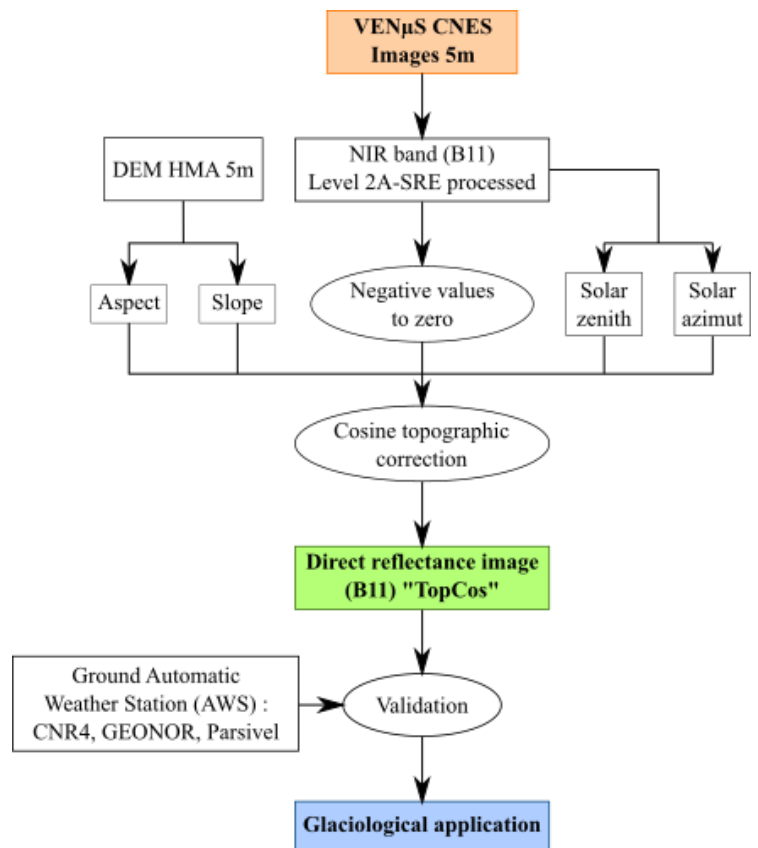 VENµS CNES
Images 5m
DEM HMA 5m
NIR band (B11)
Level 2A-SRE processed
Aspect
Slope
Negative values
to zero
Solar
zenith
Solar
azimut
Cosine topographic
correction
Direct reflectance image
(B11) "TopCos"
Ground Automatic
Weather Station (AWS) :
CNR4, GEONOR, Parsivel
Validation
Glaciological application